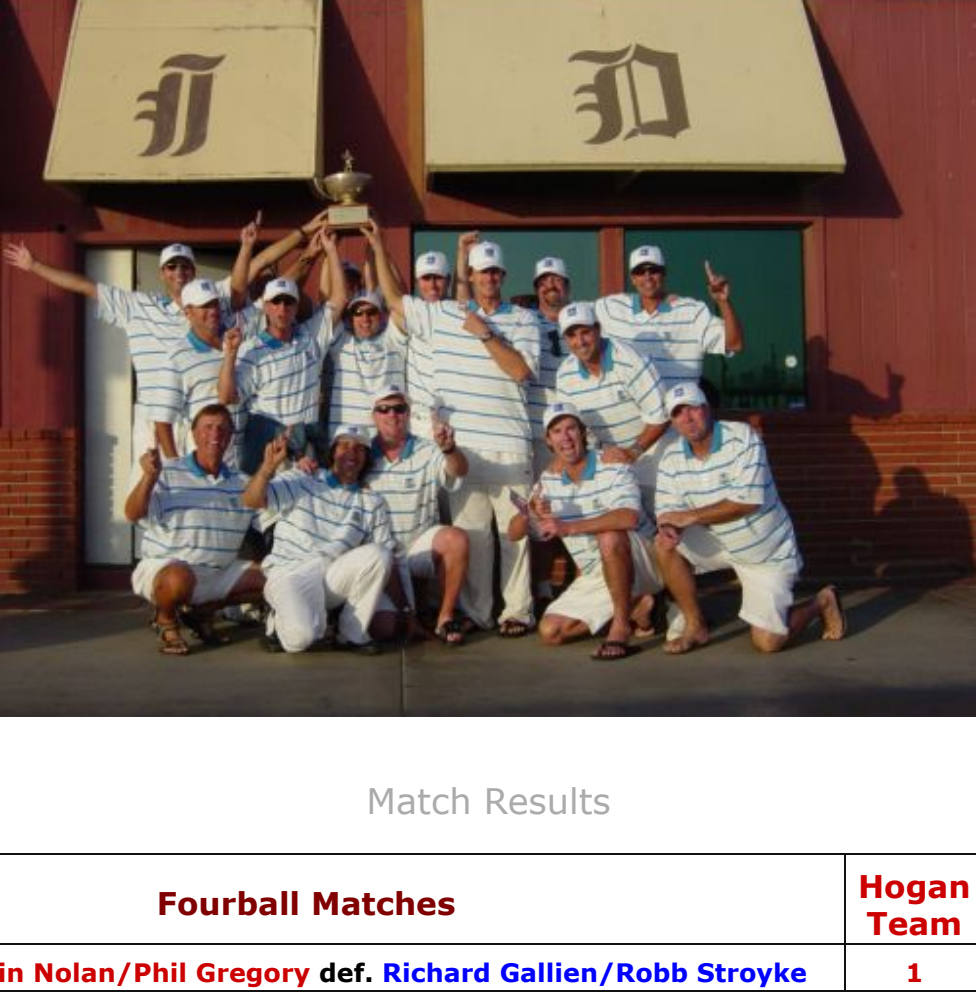 Match Results
Fourball Matches
Hogan
Team
in Nolan/Phil Gregory def. Richard Gallien/Robb Stroyke
1